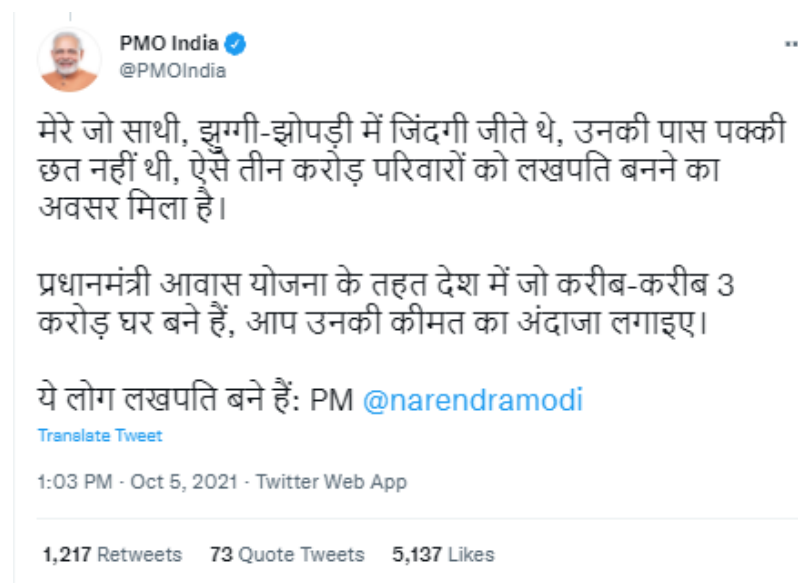 PMO India
@PMOIndia
मेरे जो साथी, झुग्गी-झोपड़ी में जिंदगी जीते थे, उनकी पास पक्की
छत नहीं थी, ऐसे तीन करोड़ परिवारों को लखपति बनने का
अवसर मिला है।
प्रधानमंत्री आवास योजना के तहत देश में जो करीब-करीब 3
करोड़ घर बने हैं, आप उनकी कीमत का अंदाजा लगाइए।
ये लोग लखपति बने हैं: PM @narendramodi
Translate Tweet
1:03 PM · Oct 5, 2021 · Twitter Web App
1,217 Retweets 73 Quote Tweets 5,137 Likes